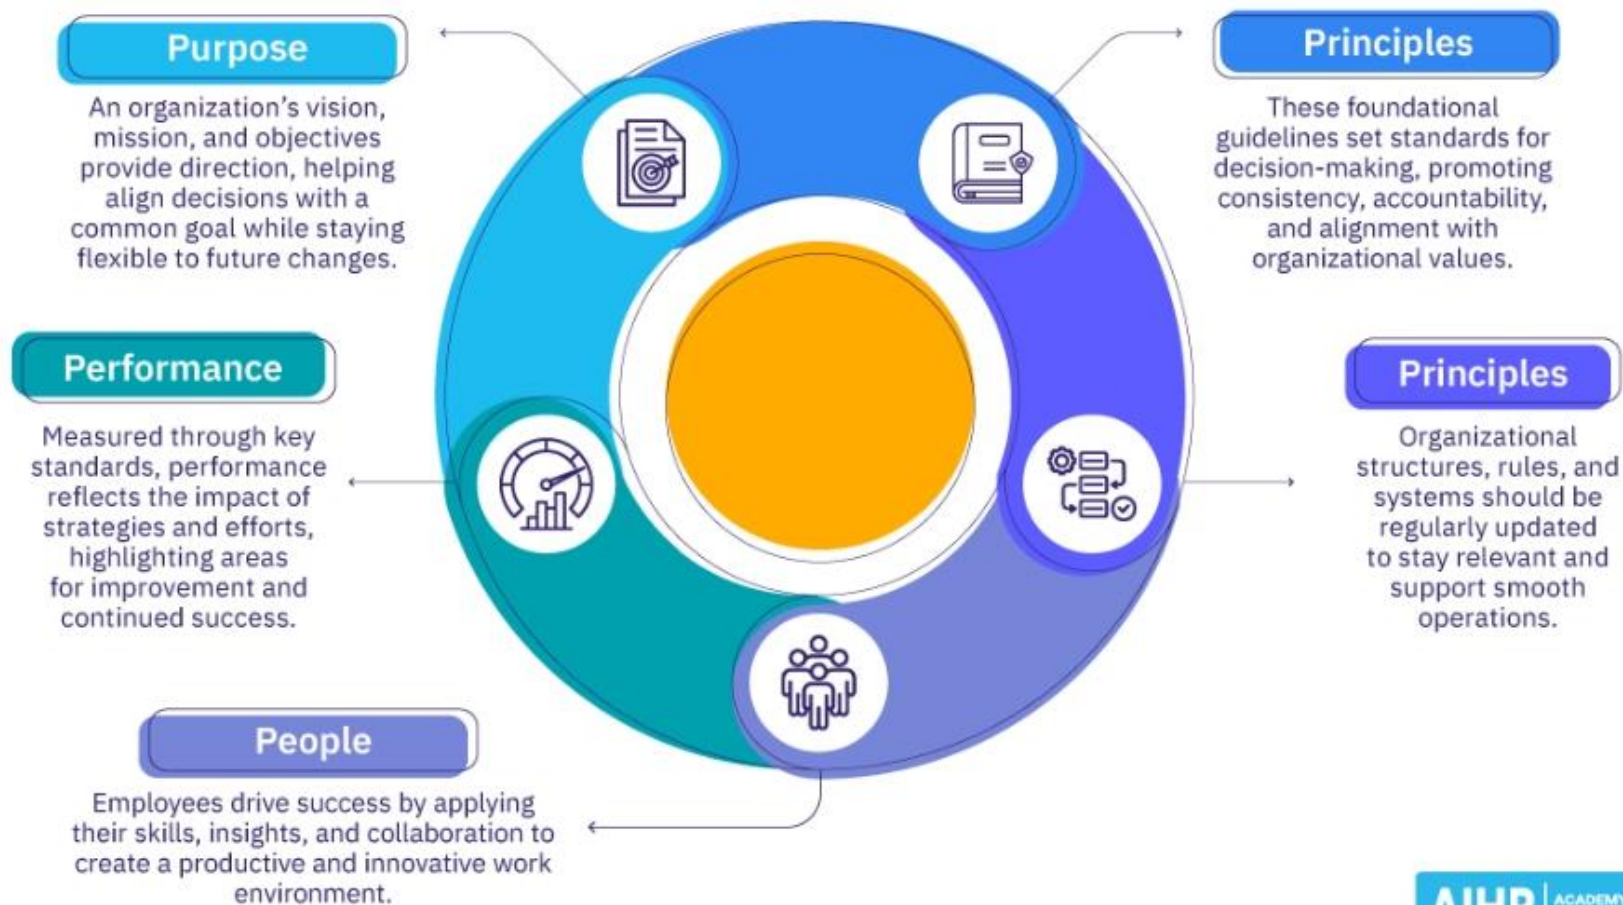 Purpose
An organization's vision,
mission, and objectives
provide direction, helping
align decisions with a
common goal while staying
flexible to future changes.
Principles
These foundational
guidelines set standards for
decision-making, promoting
consistency, accountability,
and alignment with
organizational values.
Performance
Measured through key
standards, performance
reflects the impact of
strategies and efforts,
highlighting areas
for improvement and
continued success.
Principles
Organizational
structures, rules, and
systems should be
regularly updated
to stay relevant and
support smooth
operations.
People
Employees drive success by applying
their skills, insights, and collaboration to
create a productive and innovative work
environment.
AIHR